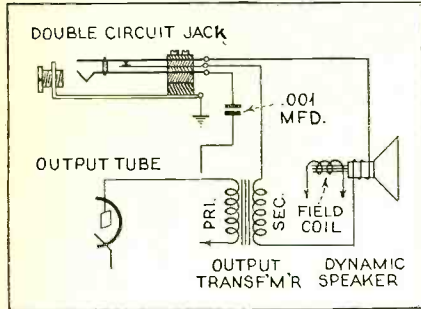 DOUBLE CIRCUIT JACK
.001
MFD.
OUTPUT TUBE
PRI.
SEC.
FIELD
COIL
OUTPUT
TRANSF'M'R
DYNAMIC
SPEAKER